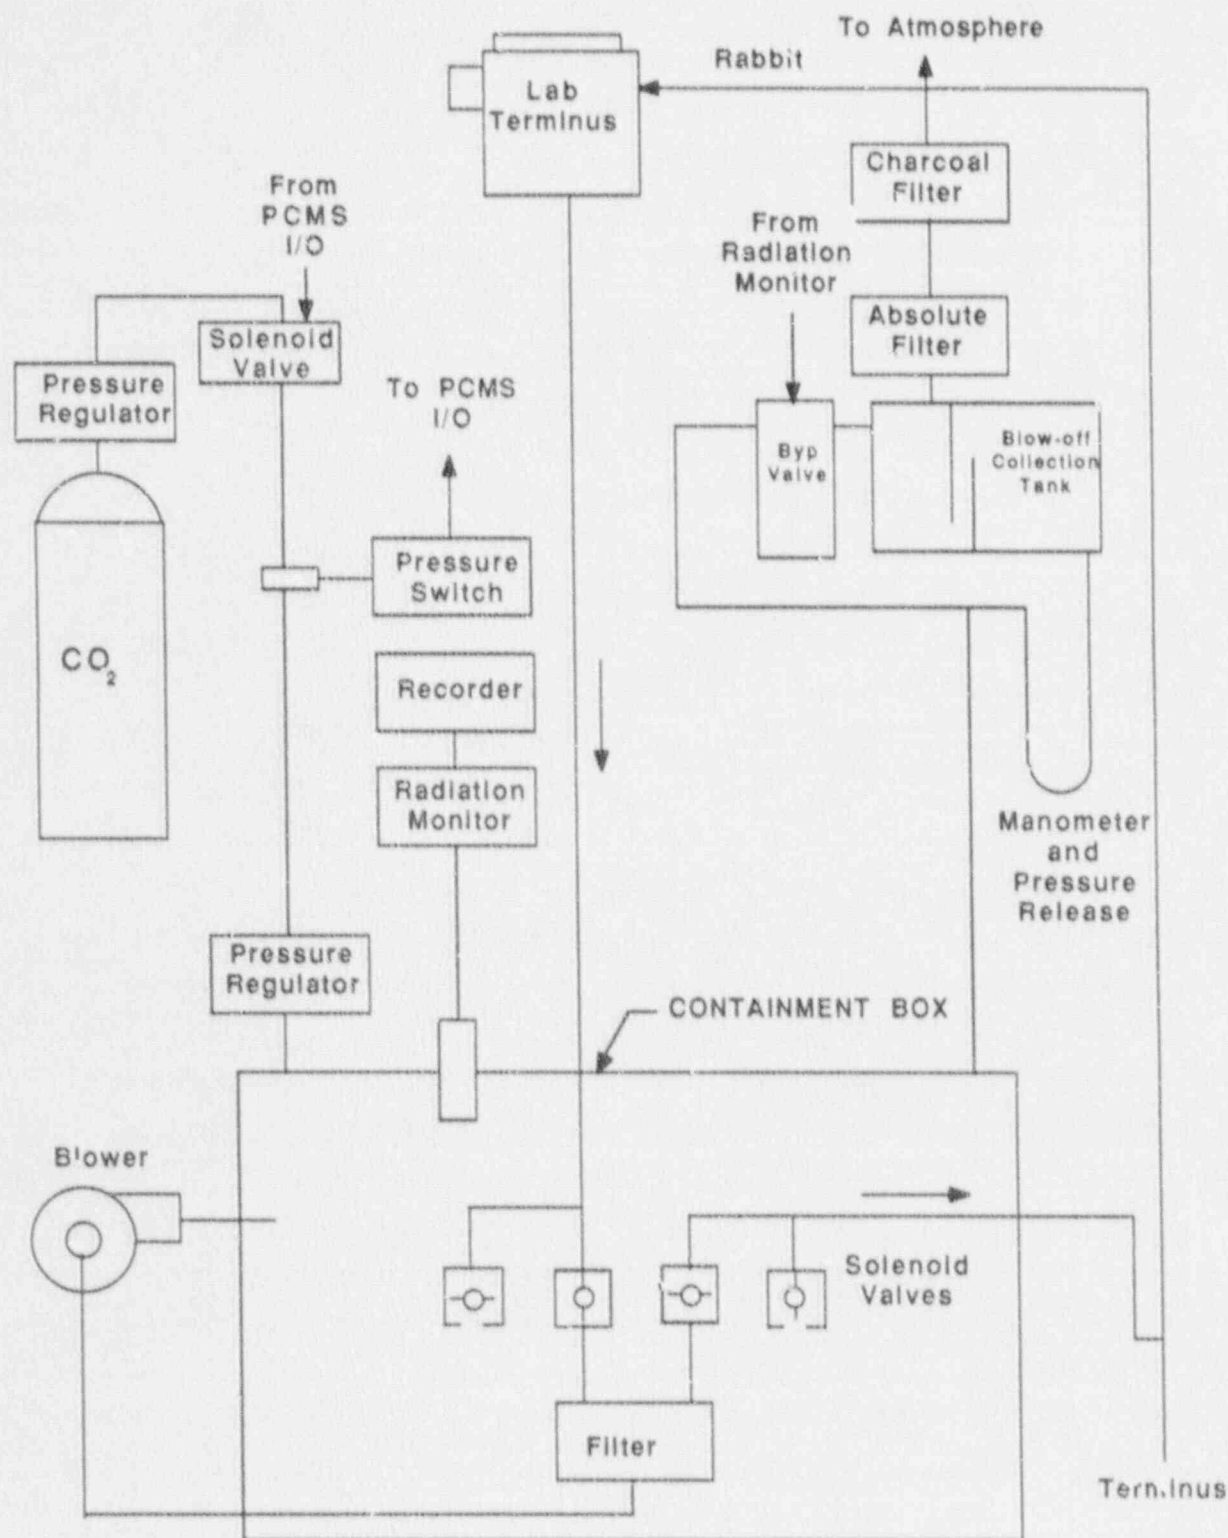 To Atmosphere
Rabbit
Lab
Terminus
Charcoal
Filter
From
PCMS
I/O
From
Radiation
Monitor
Solenoid
Valve
Absolute
Filter
Pressure
Regulator
To PCMS
I/O
Byp
Valve
Blow-off
Collection
Tank
Pressure
Switch
CO2
Recorder
Radiation
Monitor
Manometer
and
Pressure
Release
Pressure
Regulator
CONTAINMENT BOX
Blower
Solenoid
Valves
Filter
Tern.inus